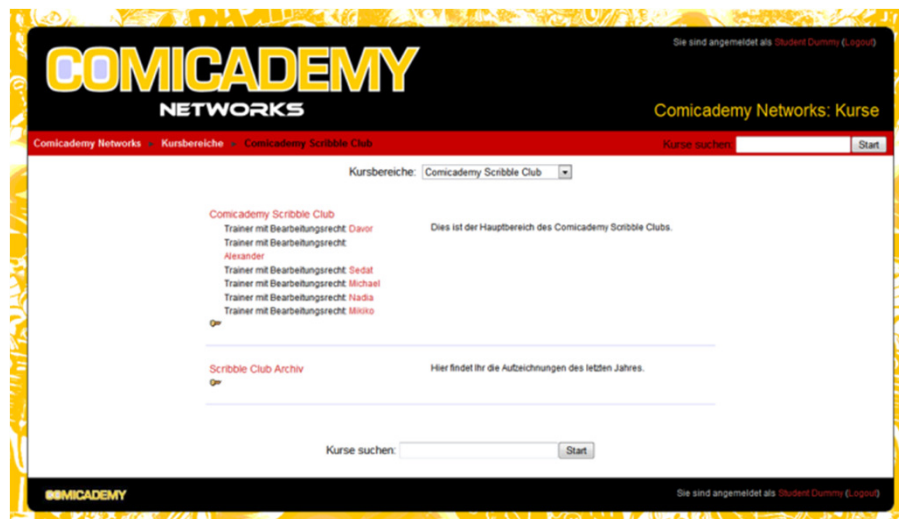 COMICADEMY
NETWORKS
Sie sind angemeldet als Student Dummy (Logout)
Comicademy Networks: Kurse
Comicademy Networks ► Kursbereiche ► Comicademy Scribble Club
Kurse suchen: Start
Kursbereiche: Comicademy Scribble Club
Comicademy Scribble Club
Trainer mit Bearbeitungsrecht: Davor
Trainer mit Bearbeitungsrecht:
Alexander
Trainer mit Bearbeitungsrecht: Sedat
Trainer mit Bearbeitungsrecht: Michael
Trainer mit Bearbeitungsrecht: Nadia
Trainer mit Bearbeitungsrecht: Mikiko
Dies ist der Hauptbereich des Comicademy Scribble Clubs.
Scribble Club Archiv
Hier findet Ihr die Aufzeichnungen des letzten Jahres.
Kurse suchen: Start
COMICADEMY
Sie sind angemeldet als Student Dummy (Logout)